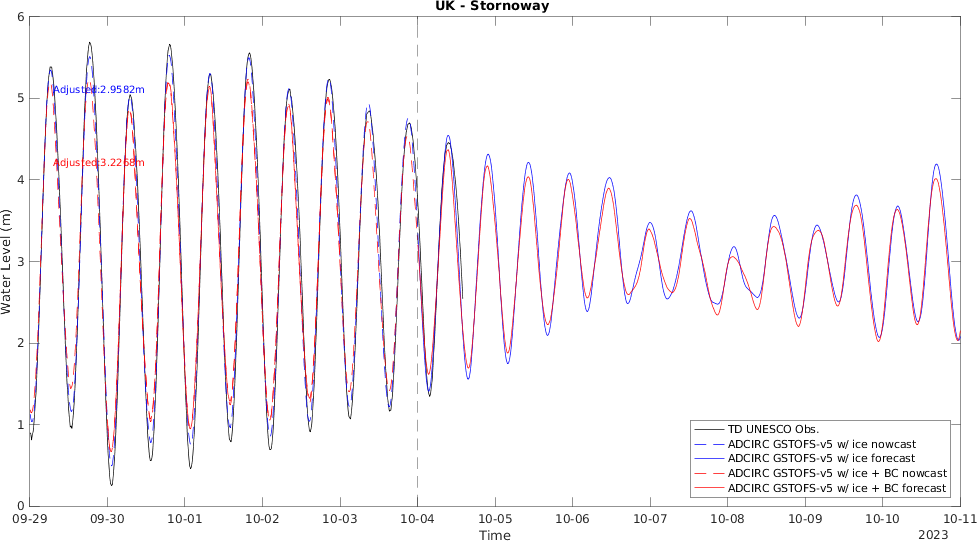 UK - Stornoway
Water Level (m)
6
5
4
3
2
1
0
Adjusted:2.9582m
Adjusted:3.2268m
TD UNESCO Obs.
ADCIRC GSTOFS-v5 w/ ice nowcast
ADCIRC GSTOFS-v5 w/ ice forecast
ADCIRC GSTOFS-v5 w/ ice + BC nowcast
ADCIRC GSTOFS-v5 w/ ice + BC forecast
09-29 09-30 10-01 10-02 10-03 10-04 10-05 10-06 10-07 10-08 10-09 10-10 10-11
Time
2023